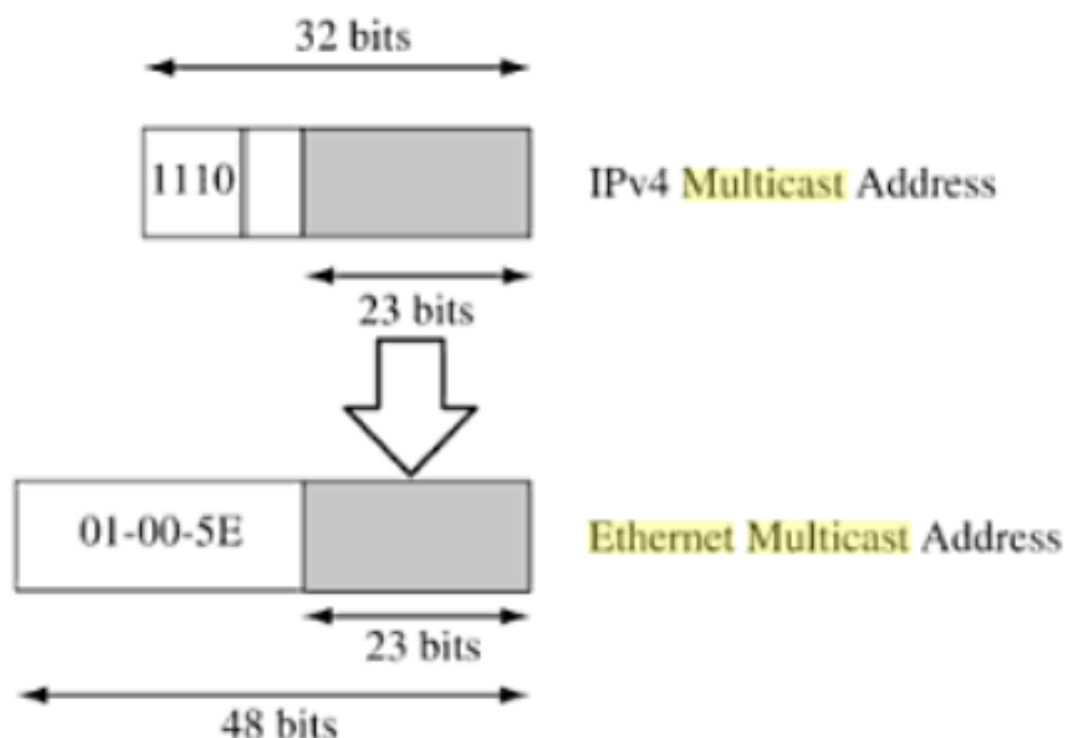 32 bits
1110
IPv4 Multicast Address
23 bits
01-00-5E
Ethernet Multicast Address
23 bits
48 bits